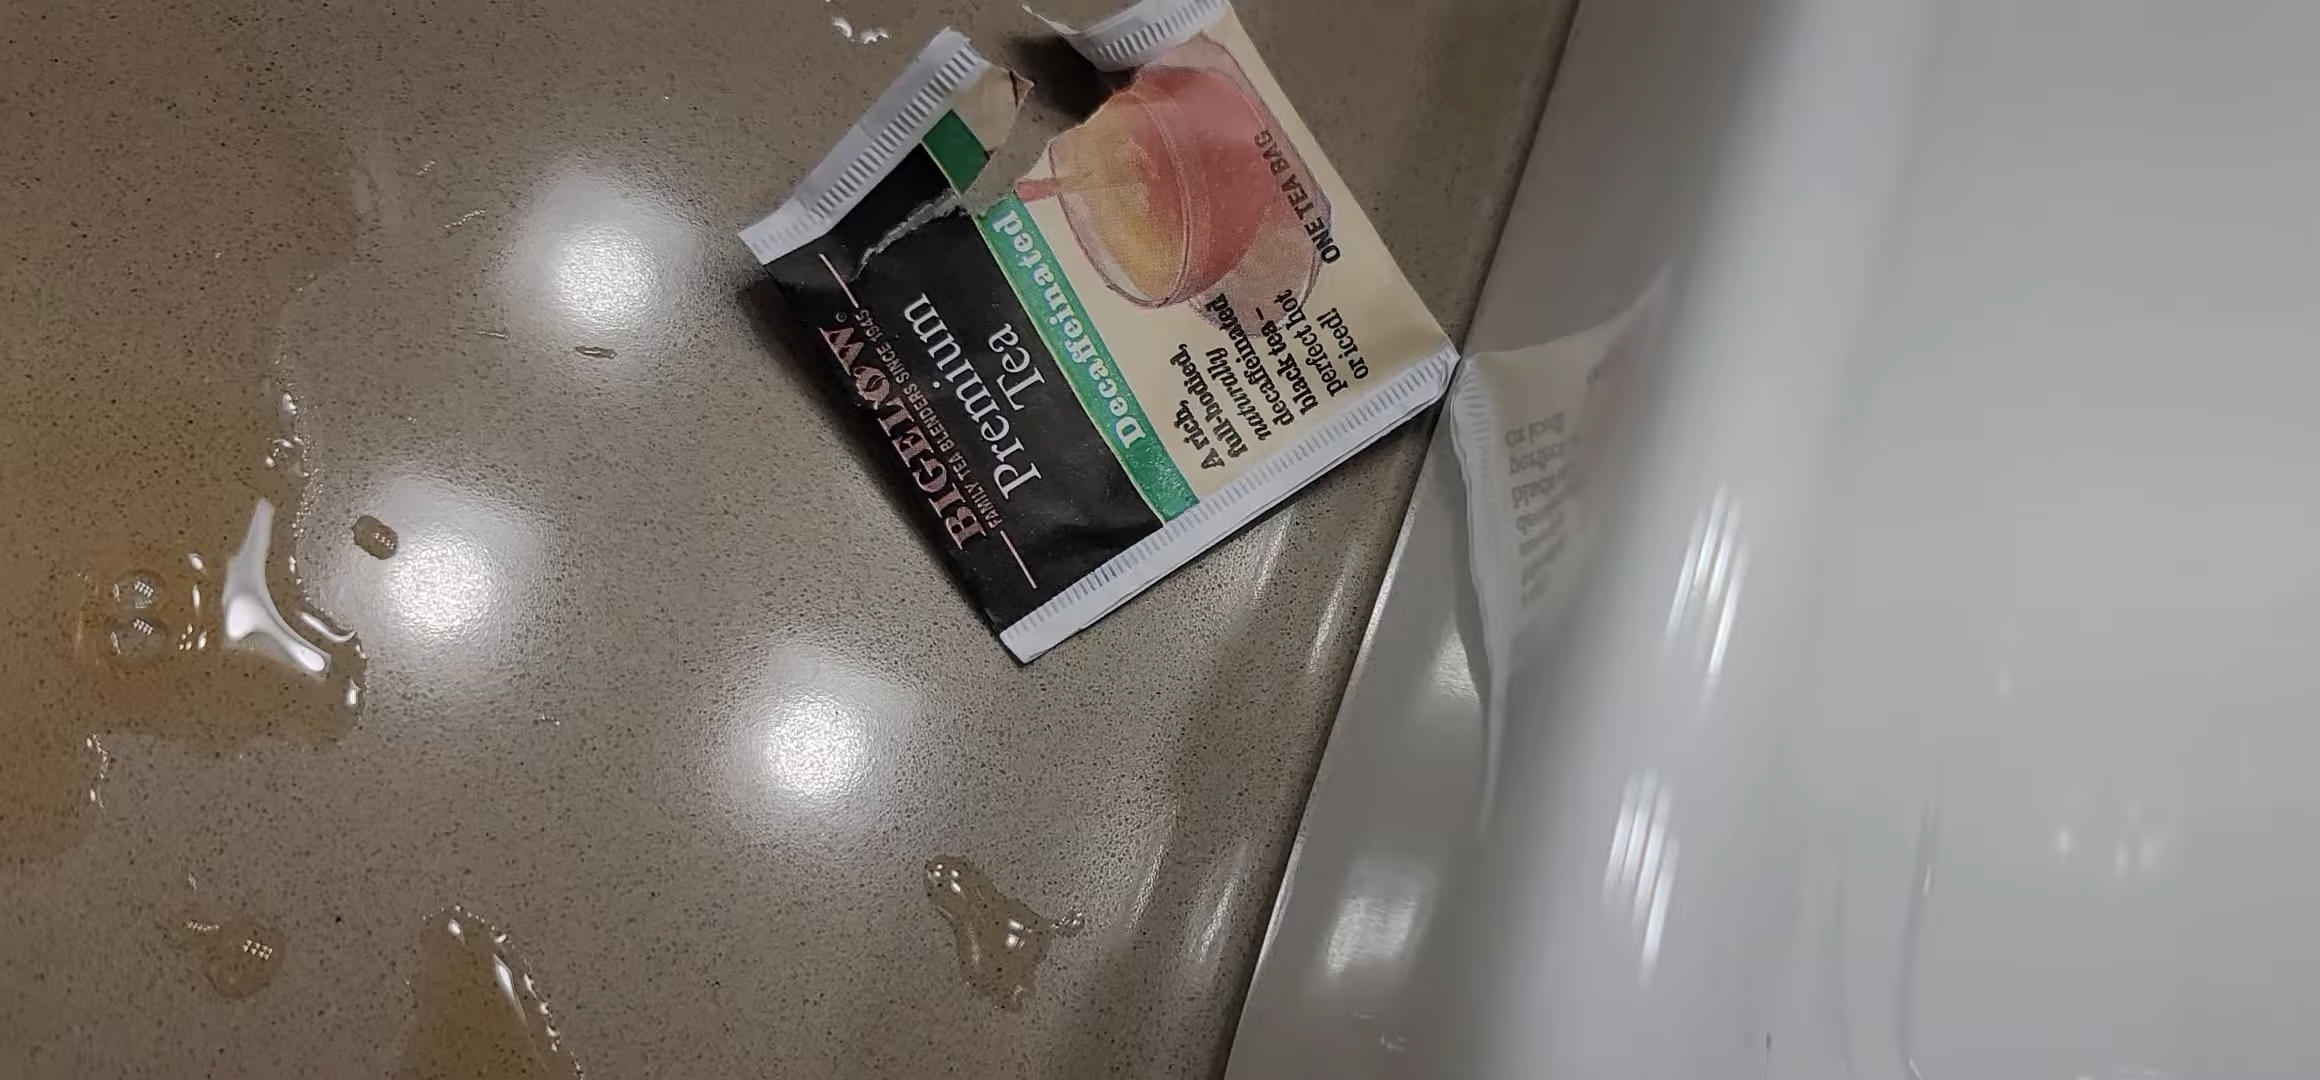 BIGELOW®
FAMILY TEA BLENDERS SINCE 1945
Premium
Tea
Decaffeinated
A rich,
full-bodied,
naturally
decaffeinated
black tea –
perfect hot
or iced!
ONE TEA BAG